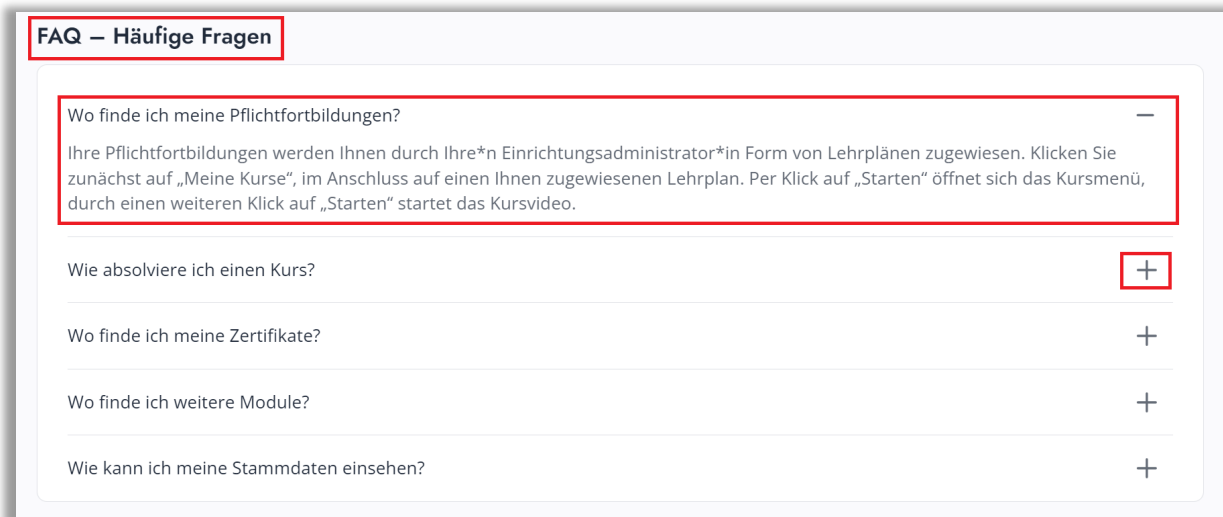 FAQ – Häufige Fragen
Wo finde ich meine Pflichtfortbildungen?
Ihre Pflichtfortbildungen werden Ihnen durch Ihre*n Einrichtungsadministrator*in Form von Lehrplänen zugewiesen. Klicken Sie
zunächst auf „Meine Kurse“, im Anschluss auf einen Ihnen zugewiesenen Lehrplan. Per Klick auf „Starten“ öffnet sich das Kursmenü,
durch einen weiteren Klick auf „Starten“ startet das Kursvideo.
Wie absolviere ich einen Kurs?
Wo finde ich meine Zertifikate?
Wo finde ich weitere Module?
Wie kann ich meine Stammdaten einsehen?